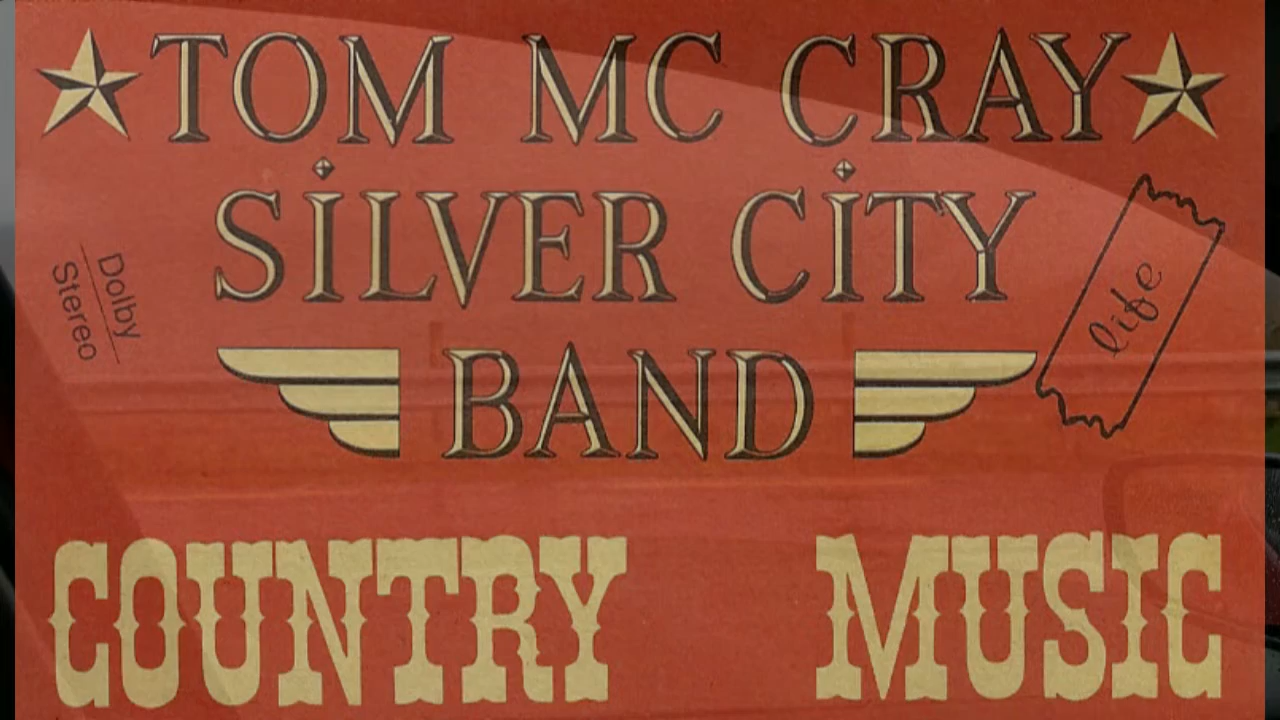 TOM MC CRAY
SİLVER CİTY
BAND
Dolby
Stereo
life
COUNTRY MUSIC